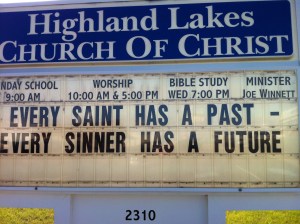 Highland Lakes
CHURCH OF CHRIST
NDAY SCHOOL WORSHIP BIBLE STUDY MINISTER
9:00 AM 10:00 AM & 5:00 PM WED 7:00 PM JOE WINNETT
EVERY SAINT HAS A PAST -
EVERY SINNER HAS A FUTURE
2310